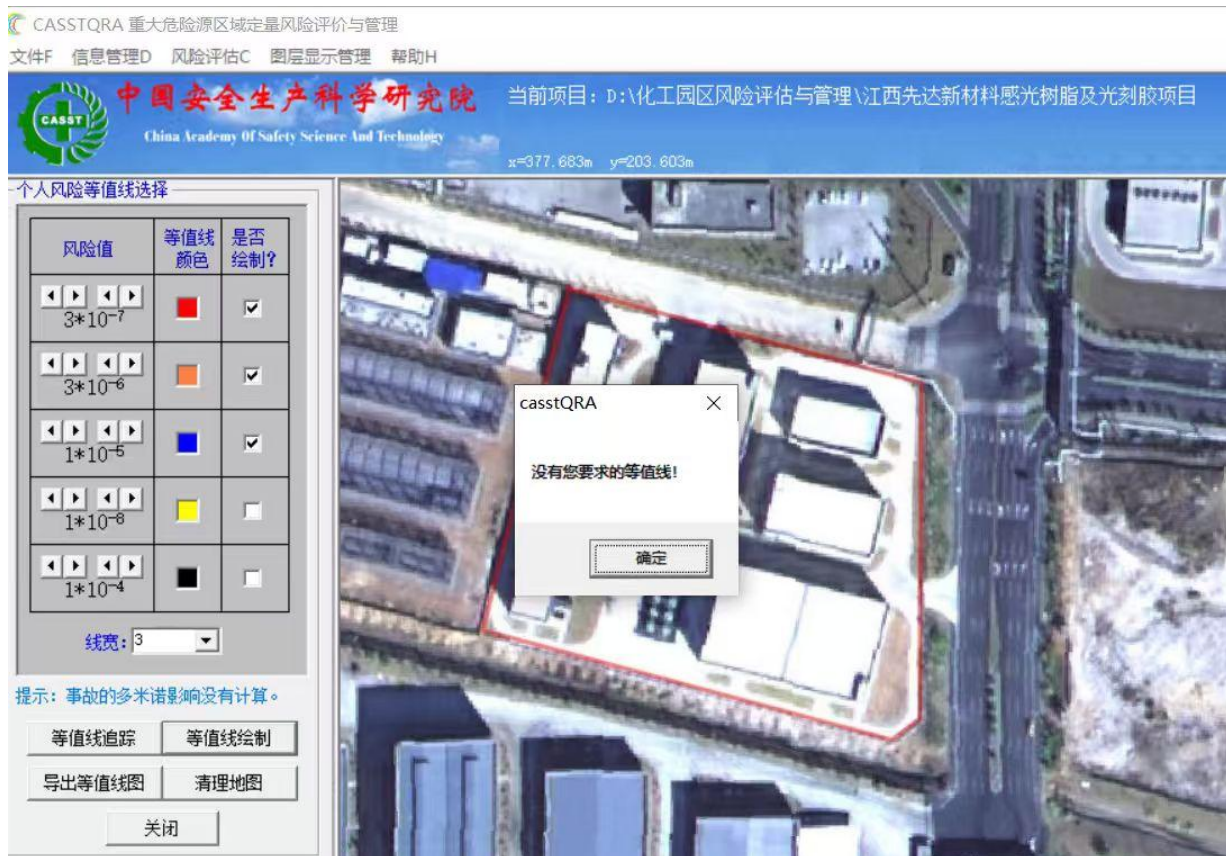 CASSTQRA 重大危险源区域定量风险评价与管理
文件F 信息管理D 风险评估C 图层显示管理 帮助H
CASST
中国安全生产科学研究院
China Academy Of Safety Science And Technology
当前项目：D:\化工园区风险评估与管理\江西先达新材料感光树脂及光刻胶项目
x=377.683m y=203.603m
个人风险等值线选择
风险值 等值线颜色 是否绘制?
3*10-7
3*10-6
1*10-5
1*10-8
1*10-4
线宽: 3
提示：事故的多米诺影响没有计算。
等值线追踪 等值线绘制
导出等值线图 清理地图
关闭
casstQRA
没有您要求的等值线!
确定